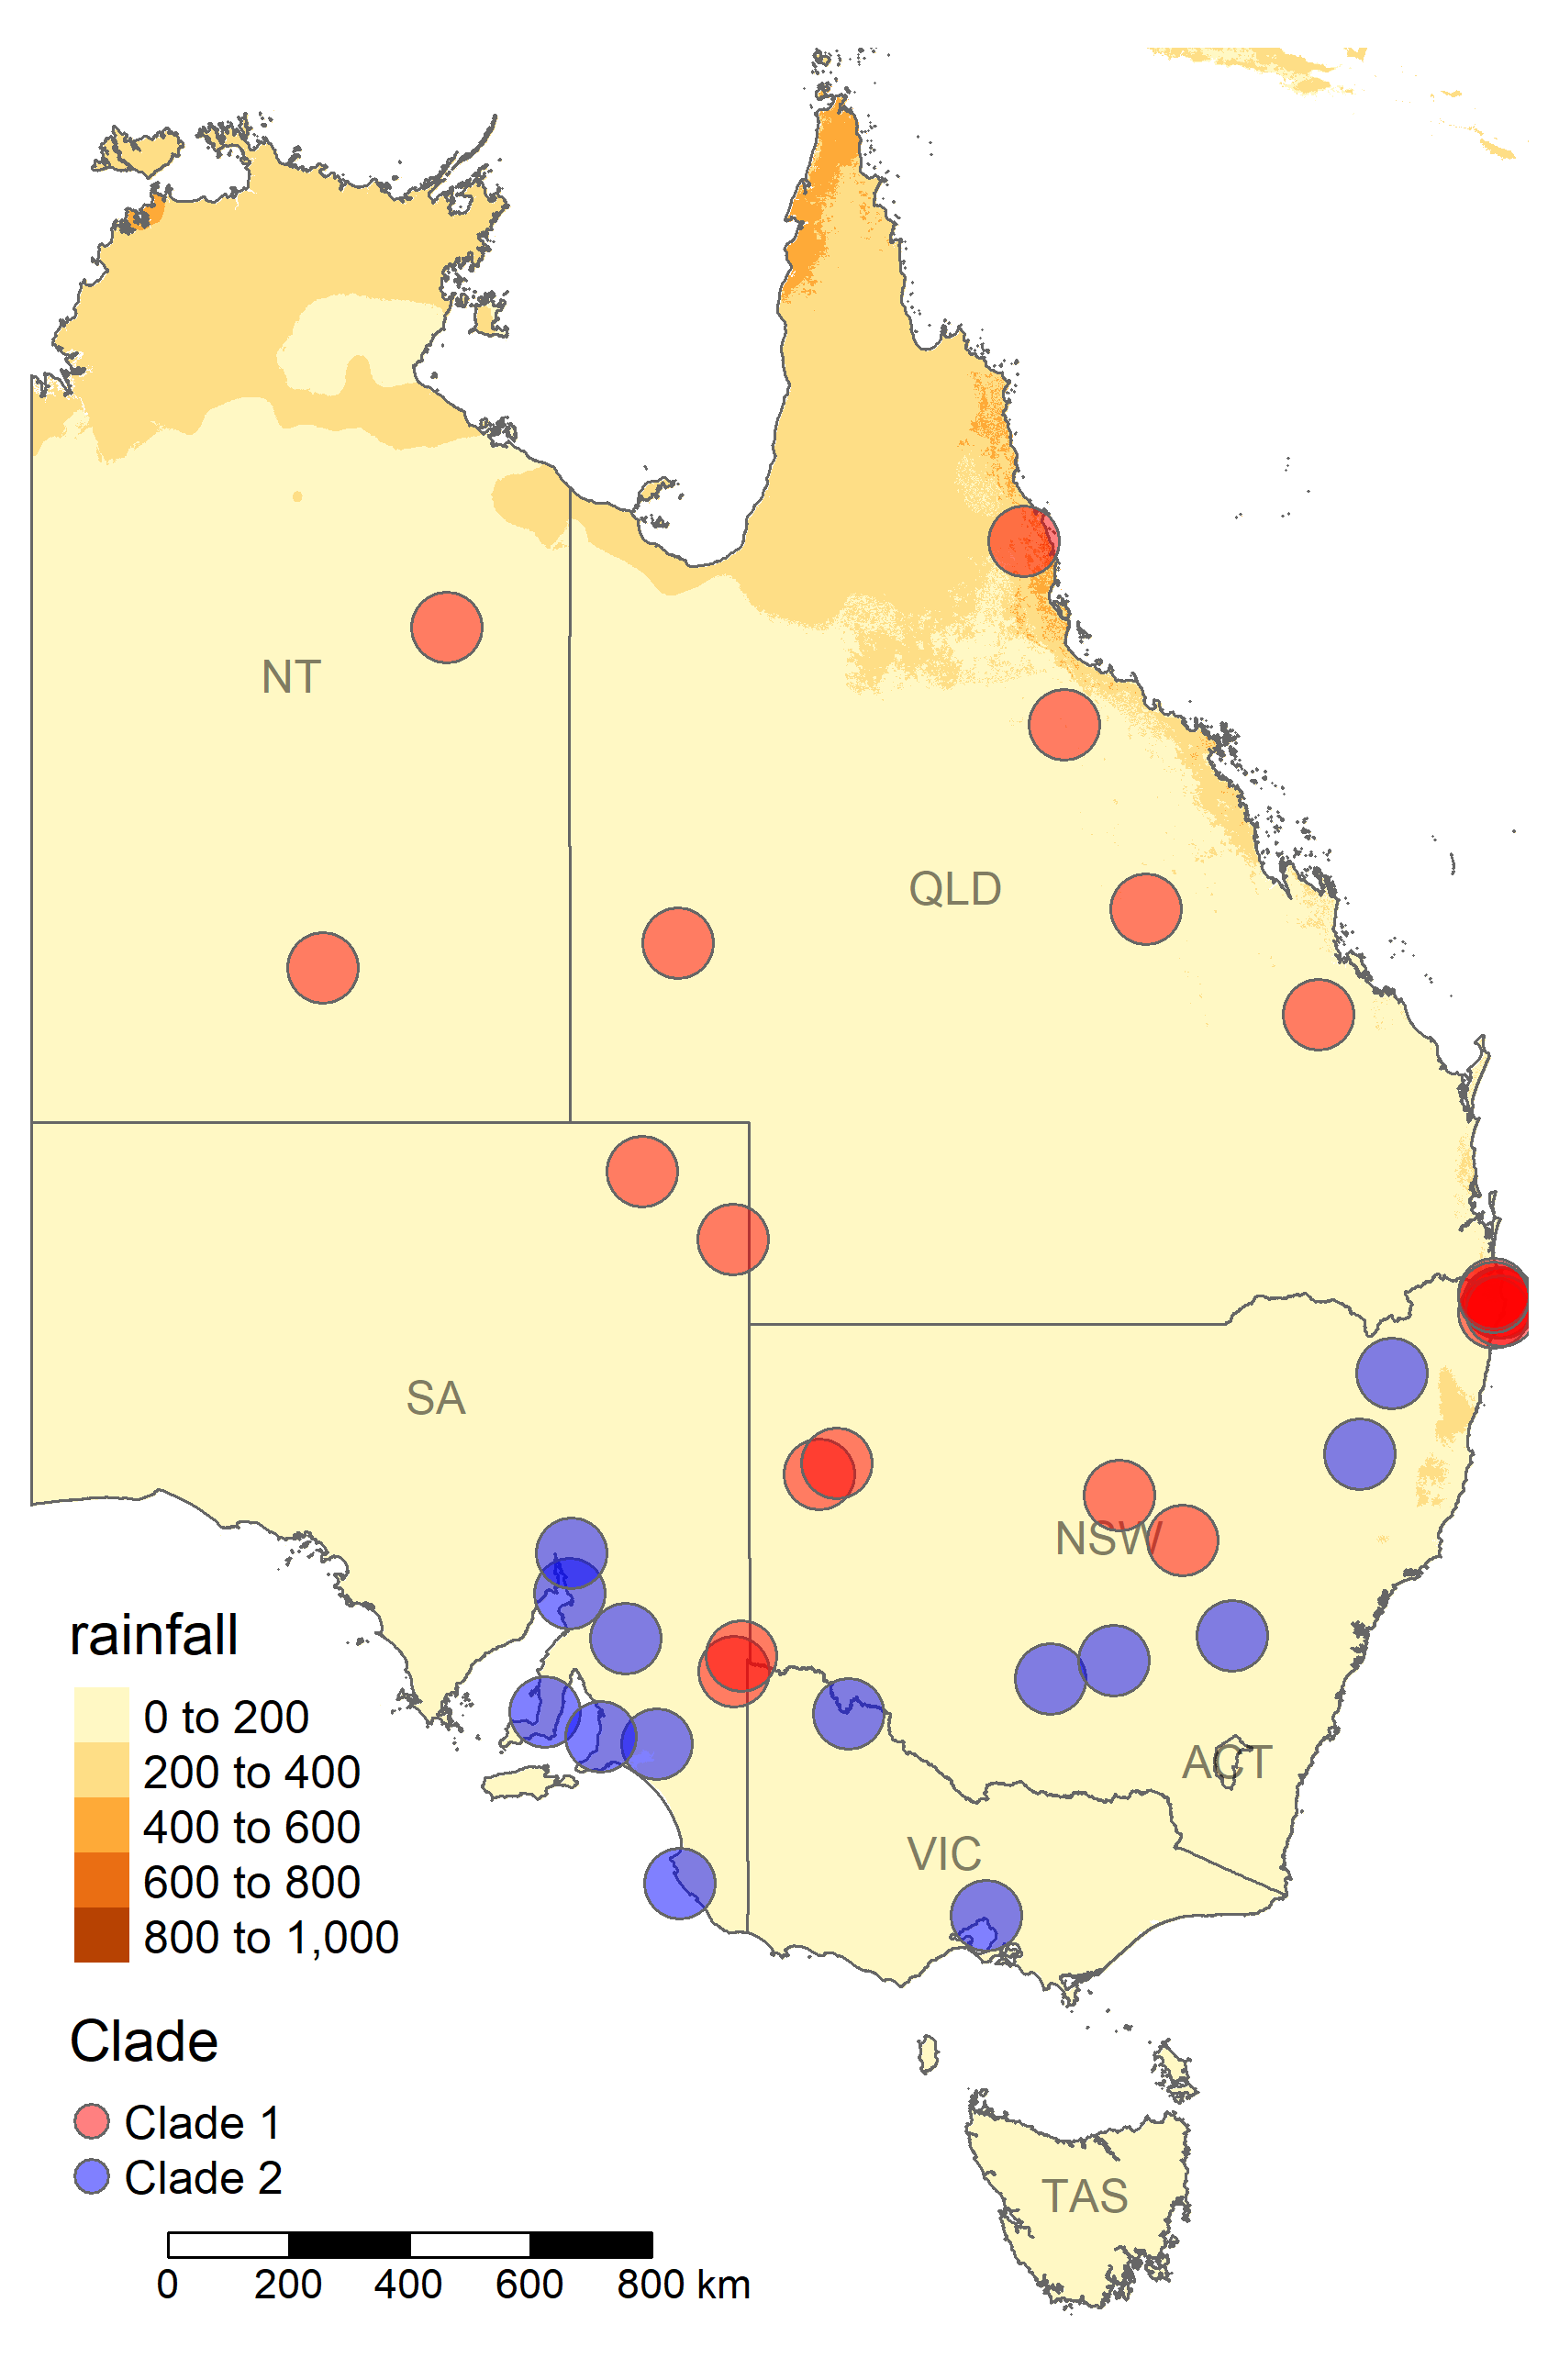 NT
QLD
SA
NSW
ACT
VIC
TAS
rainfall
0 to 200
200 to 400
400 to 600
600 to 800
800 to 1,000
Clade
Clade 1
Clade 2
0 200 400 600 800 km